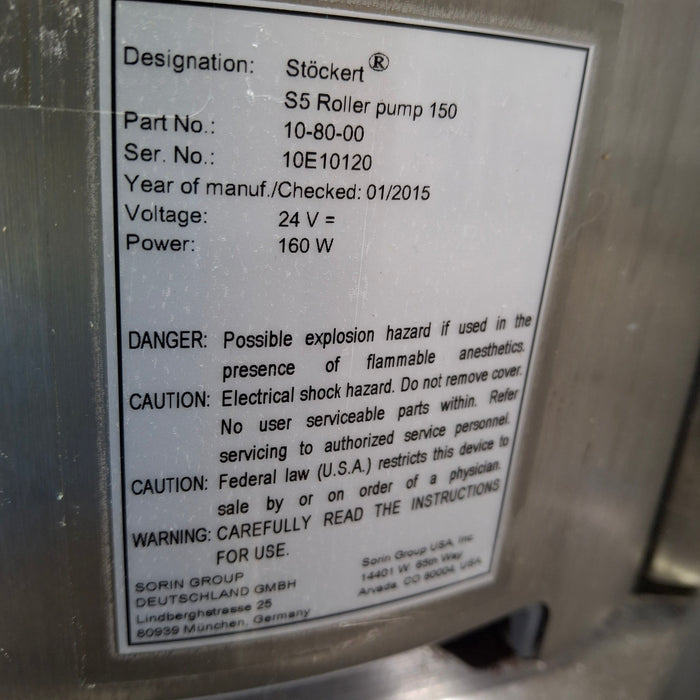 Designation: Stöckert®
S5 Roller pump 150
Part No.: 10-80-00
Ser. No.: 10E10120
Year of manuf./Checked: 01/2015
Voltage: 24 V =
Power: 160 W
DANGER: Possible explosion hazard if used in the
presence of flammable anesthetics.
CAUTION: Electrical shock hazard. Do not remove cover.
No user serviceable parts within. Refer
servicing to authorized service personnel.
CAUTION: Federal law (U.S.A.) restricts this device to
sale by or on order of a physician.
WARNING: CAREFULLY READ THE INSTRUCTIONS
FOR USE.
SORIN GROUP
DEUTSCHLAND GMBH
Lindberghstrasse 25
80939 München, Germany
Sorin Group USA, Inc.
14401 W. 65th Way
Arvada, CO 80004, USA